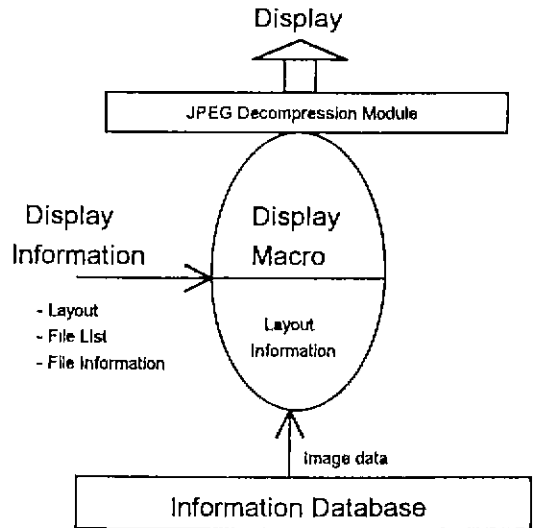 Display
JPEG Decompression Module
Display
Information
- Layout
- File List
- File Information
Display
Macro
Layout
Information
Image data
Information Database